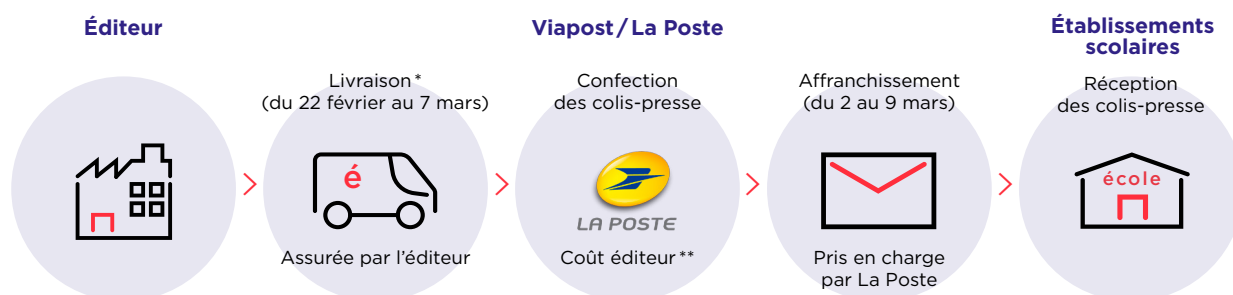 Éditeur
Viapost / La Poste
Établissements
scolaires
Livraison *
(du 22 février au 7 mars)
Confection
des colis-presse
Affranchissement
(du 2 au 9 mars)
Réception
des colis-presse
é
LA POSTE
école
Assurée par l’éditeur
Coût éditeur **
Pris en charge
par La Poste